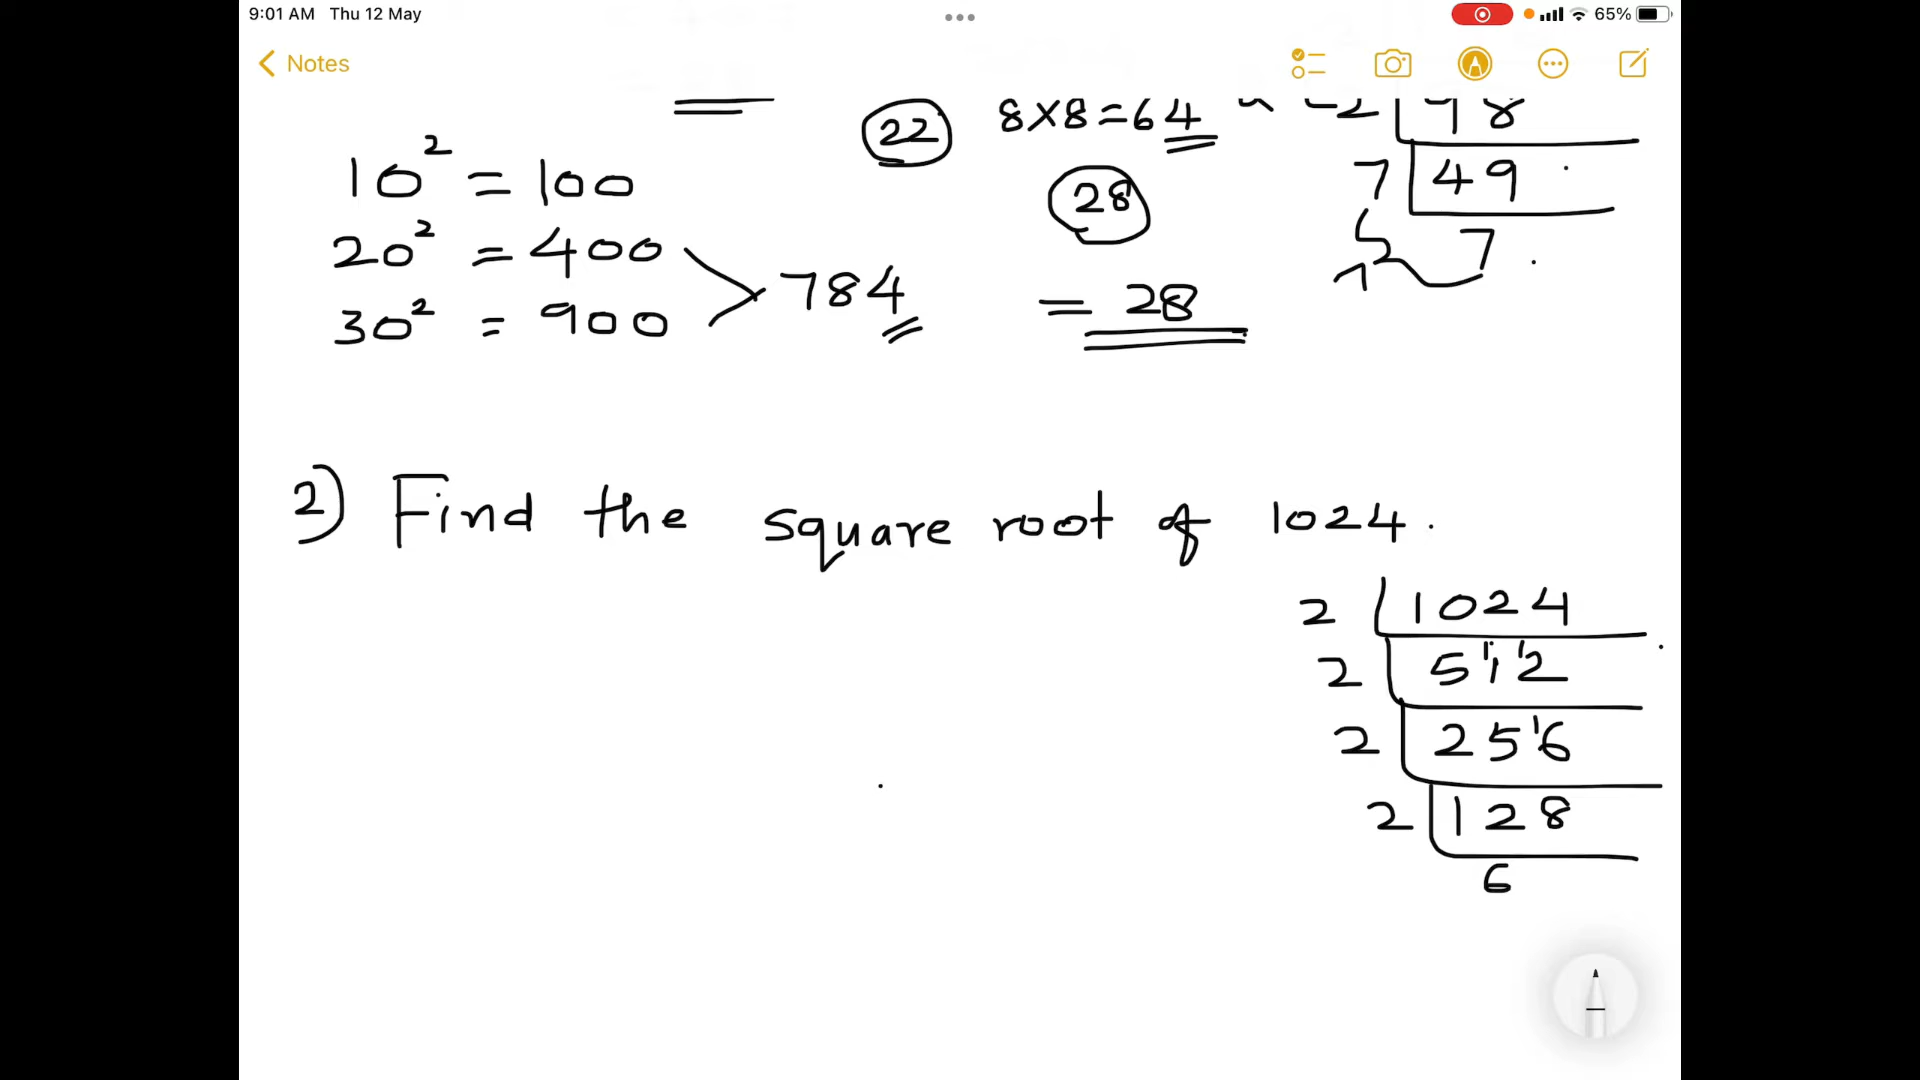 9:01 AM Thu 12 May
65%
Notes
10² = 100
20² = 400
30² = 900
784
22
8×8=64
28
= 28
2 98
7 49
7
2) Find the square root of 1024.
2 1024
2 512
2 256
2 128
6